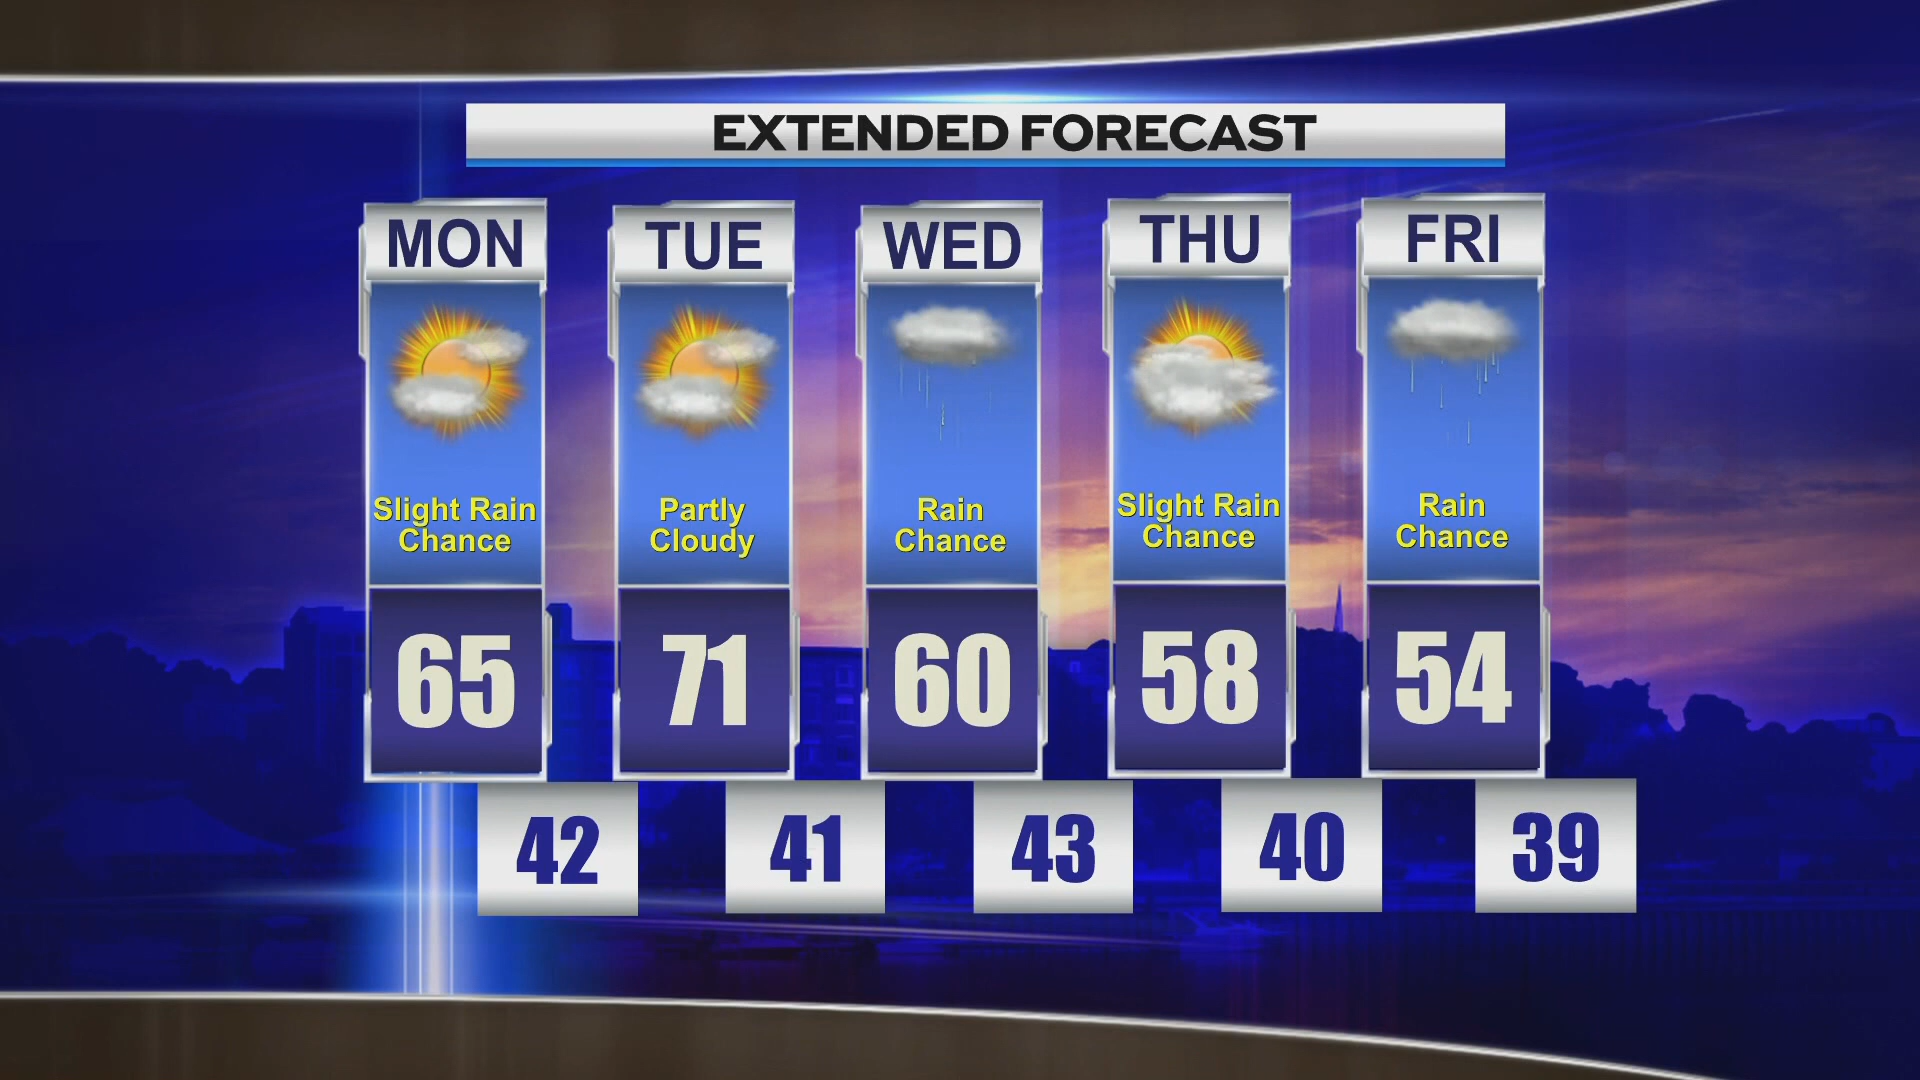 EXTENDED FORECAST
MON TUE WED THU FRI
Slight Rain
Chance
Partly
Cloudy
Rain
Chance
Slight Rain
Chance
Rain
Chance
65 71 60 58 54
42 41 43 40 39